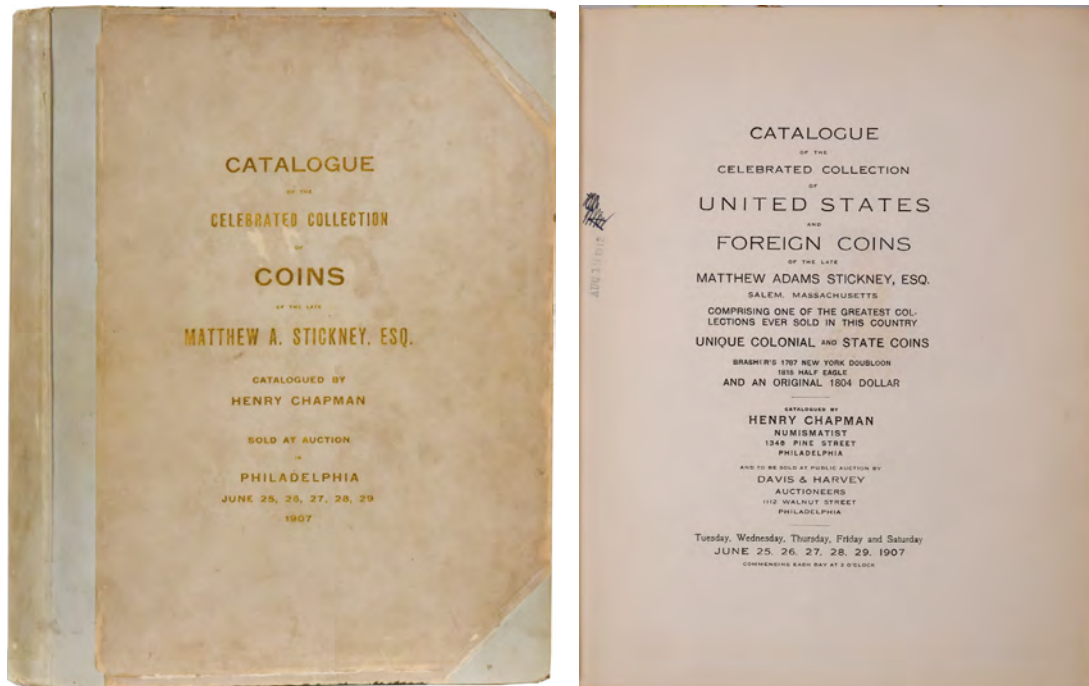 CATALOGUE
OF THE
CELEBRATED COLLECTION
OF
COINS
OF THE LATE
MATTHEW A. STICKNEY, ESQ.
CATALOGUED BY
HENRY CHAPMAN
SOLD AT AUCTION
IN
PHILADELPHIA
JUNE 25, 26, 27, 28, 29
1907
CATALOGUE
OF THE
CELEBRATED COLLECTION
OF
UNITED STATES
AND
FOREIGN COINS
OF THE LATE
MATTHEW ADAMS STICKNEY, ESQ.
SALEM, MASSACHUSETTS
COMPRISING ONE OF THE GREATEST COL-
LECTIONS EVER SOLD IN THIS COUNTRY
UNIQUE COLONIAL AND STATE COINS
BRASHER'S 1787 NEW YORK DOUBLOON
1815 HALF EAGLE
AND AN ORIGINAL 1804 DOLLAR
CATALOGUED BY
HENRY CHAPMAN
NUMISMATIST
1348 PINE STREET
PHILADELPHIA
AND TO BE SOLD AT PUBLIC AUCTION BY
DAVIS & HARVEY
AUCTIONEERS
1112 WALNUT STREET
PHILADELPHIA
Tuesday, Wednesday, Thursday, Friday and Saturday
JUNE 25, 26, 27, 28, 29, 1907
COMMENCING EACH DAY AT 2 O'CLOCK